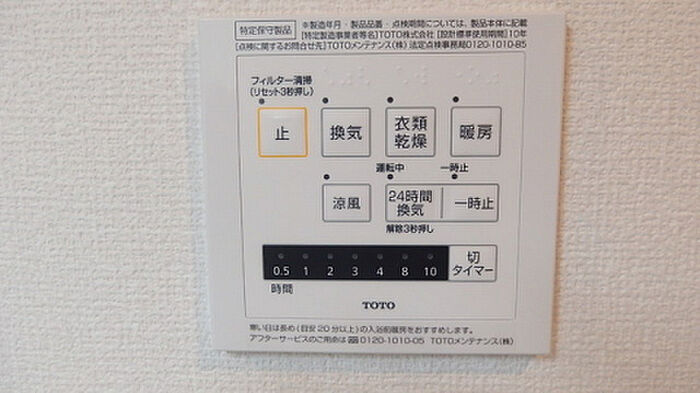 特定保守製品
※製造年月・製品品番・点検期間については、製品本体に記載
[特定製造事業者等名]TOTO株式会社 [設計標準使用期間]10年
[点検に関するお問合せ先]TOTOメンテナンス(株) 法定点検事務局0120-1010-85
フィルター清掃
(リセット3秒押し)
止 換気 衣類乾燥 暖房
運転中 一時止
涼風 24時間換気 一時止
解除3秒押し
0.5 1 2 3 4 8 10 切タイマー
時間
TOTO
寒い日は長め(目安20分以上)の入浴前暖房をおすすめします。
アフターサービスのご用命は 0120-1010-05 TOTOメンテナンス(株)